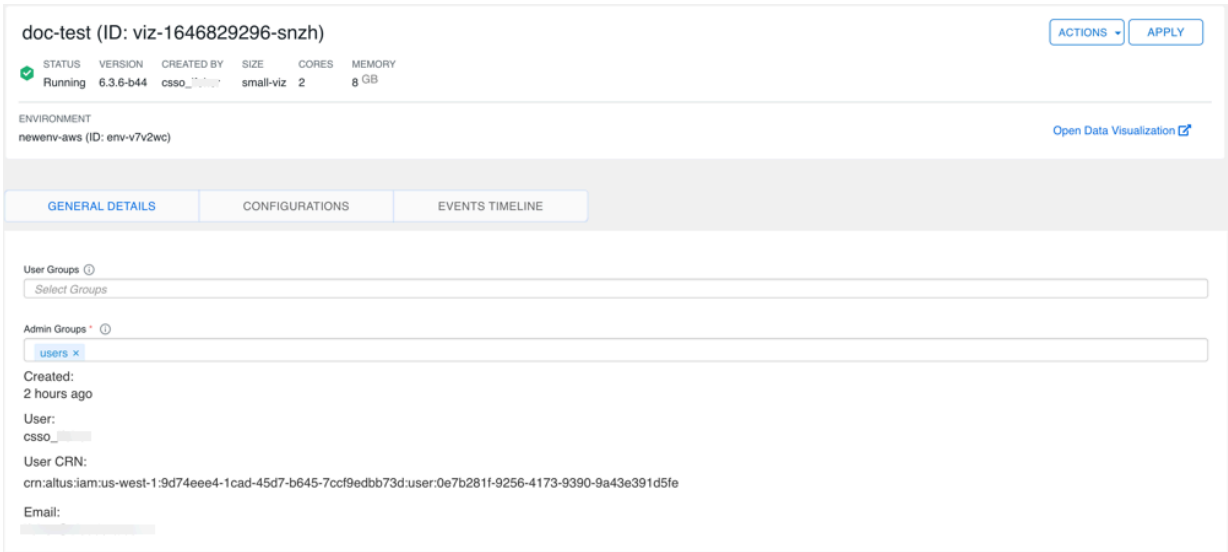 doc-test (ID: viz-1646829296-snzh)
ACTIONS APPLY
STATUS VERSION CREATED BY SIZE CORES MEMORY
Running 6.3.6-b44 csso_ small-viz 2 8 GB
ENVIRONMENT
newenv-aws (ID: env-v7v2wc)
Open Data Visualization
GENERAL DETAILS CONFIGURATIONS EVENTS TIMELINE
User Groups
Select Groups
Admin Groups *
users ×
Created:
2 hours ago
User:
csso_
User CRN:
crn:altus:iam:us-west-1:9d74eee4-1cad-45d7-b645-7ccf9edbb73d:user:0e7b281f-9256-4173-9390-9a43e391d5fe
Email: